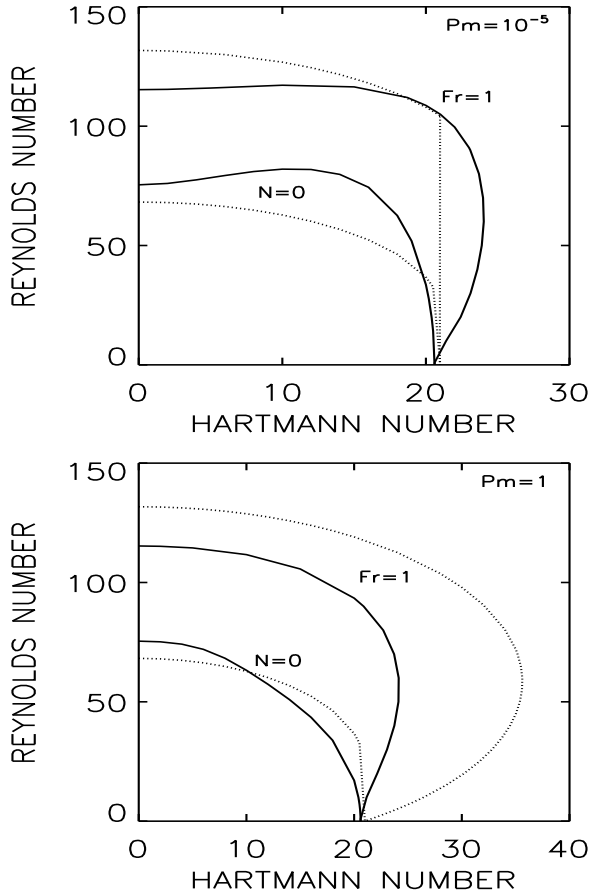 150
Pm=10⁻⁵
Fr=1
100
N=0
50
0
0 10 20 30
HARTMANN NUMBER
REYNOLDS NUMBER
150
Pm=1
Fr=1
100
N=0
50
0
0 10 20 30 40
HARTMANN NUMBER
REYNOLDS NUMBER